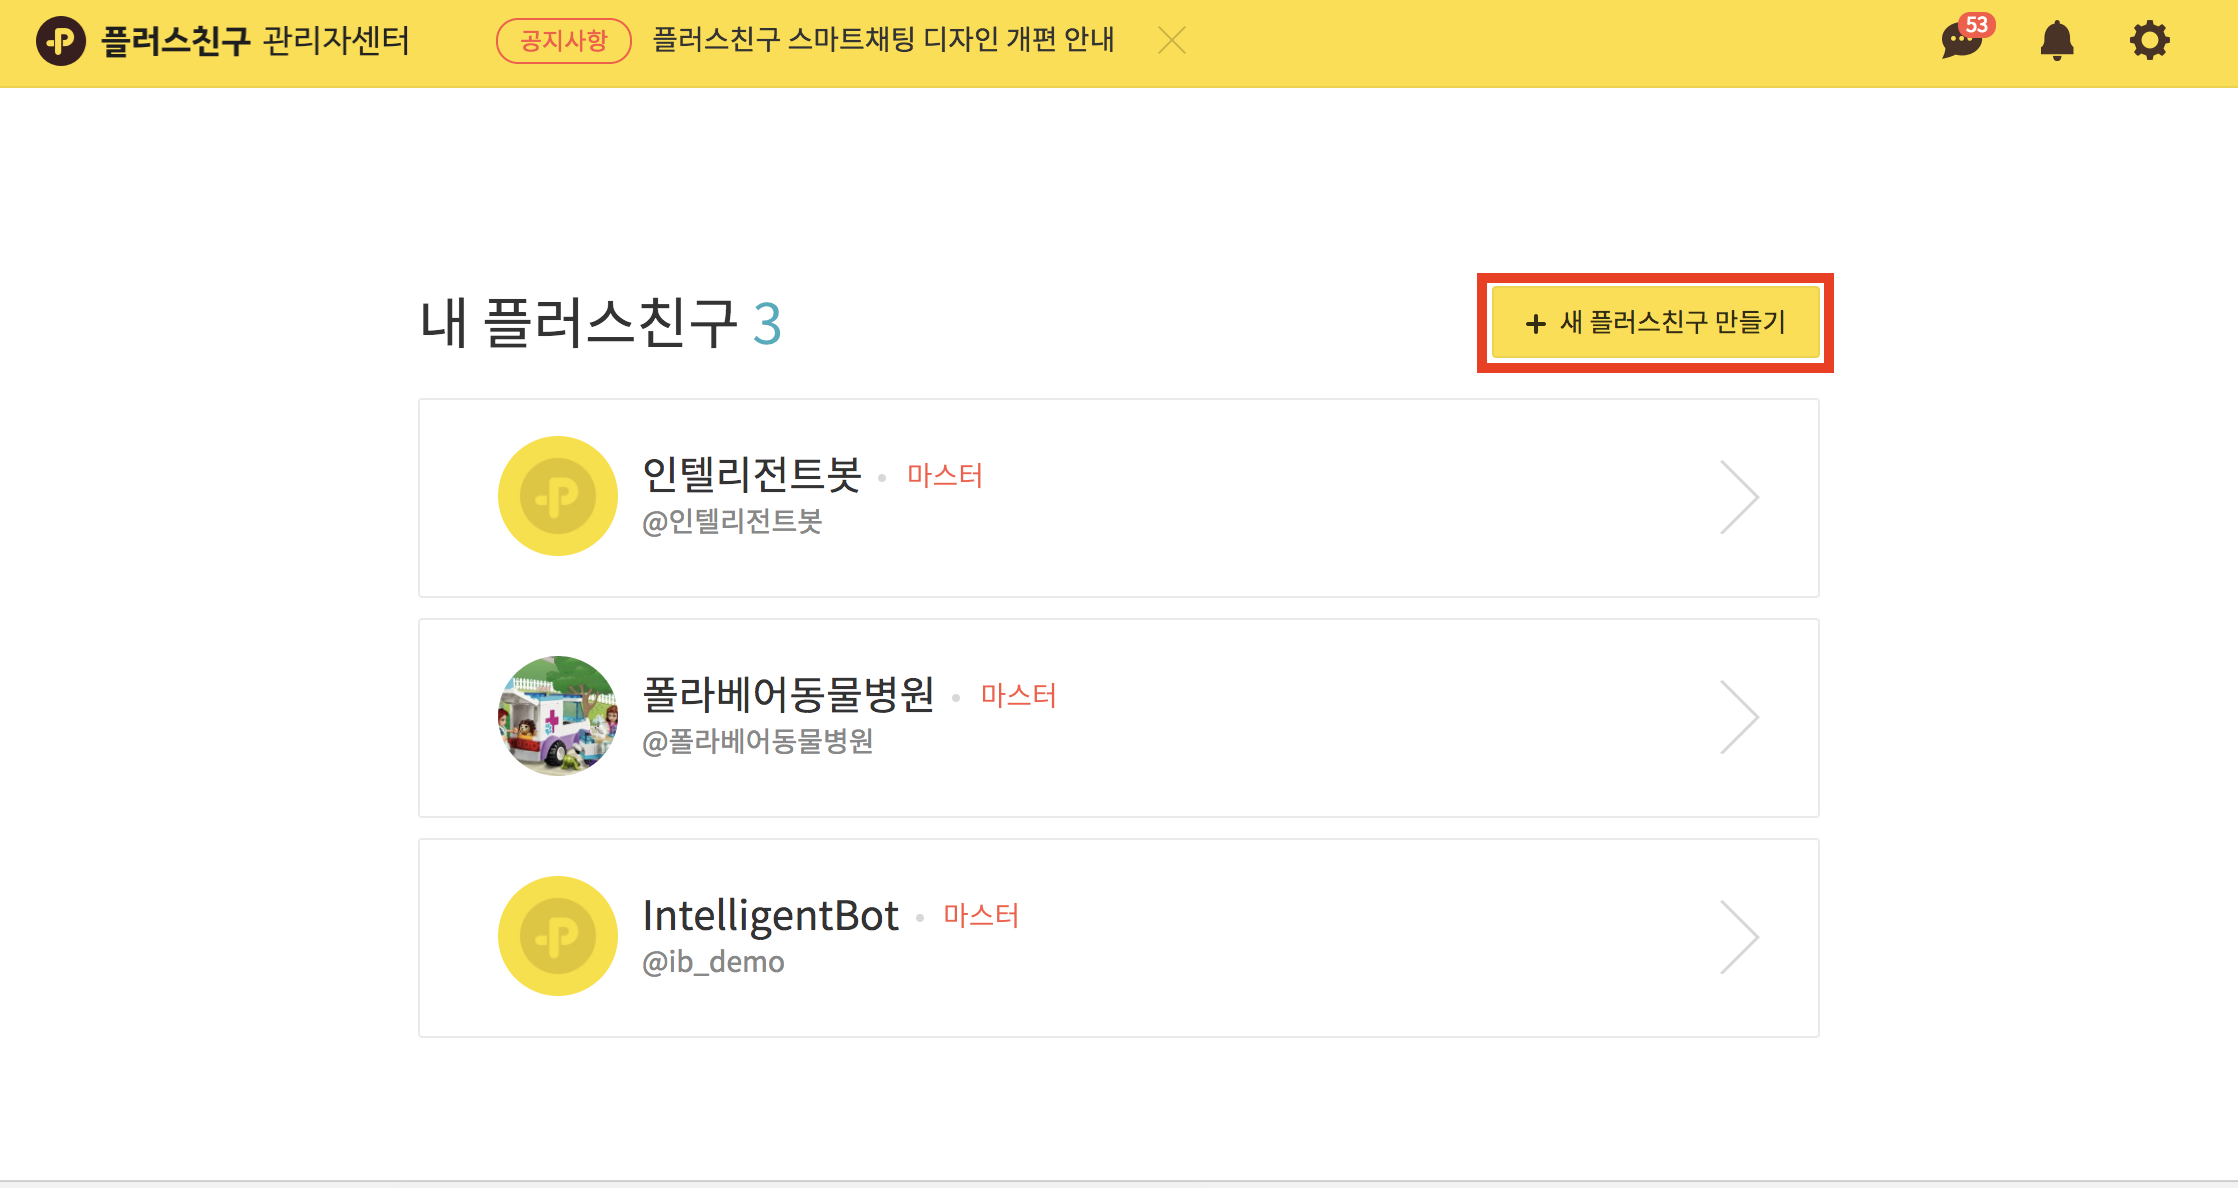 플러스친구 관리자센터
공지사항 플러스친구 스마트채팅 디자인 개편 안내
53
내 플러스친구 3
+ 새 플러스친구 만들기
인텔리전트봇 • 마스터
@인텔리전트봇
폴라베어동물병원 • 마스터
@폴라베어동물병원
IntelligentBot • 마스터
@ib_demo